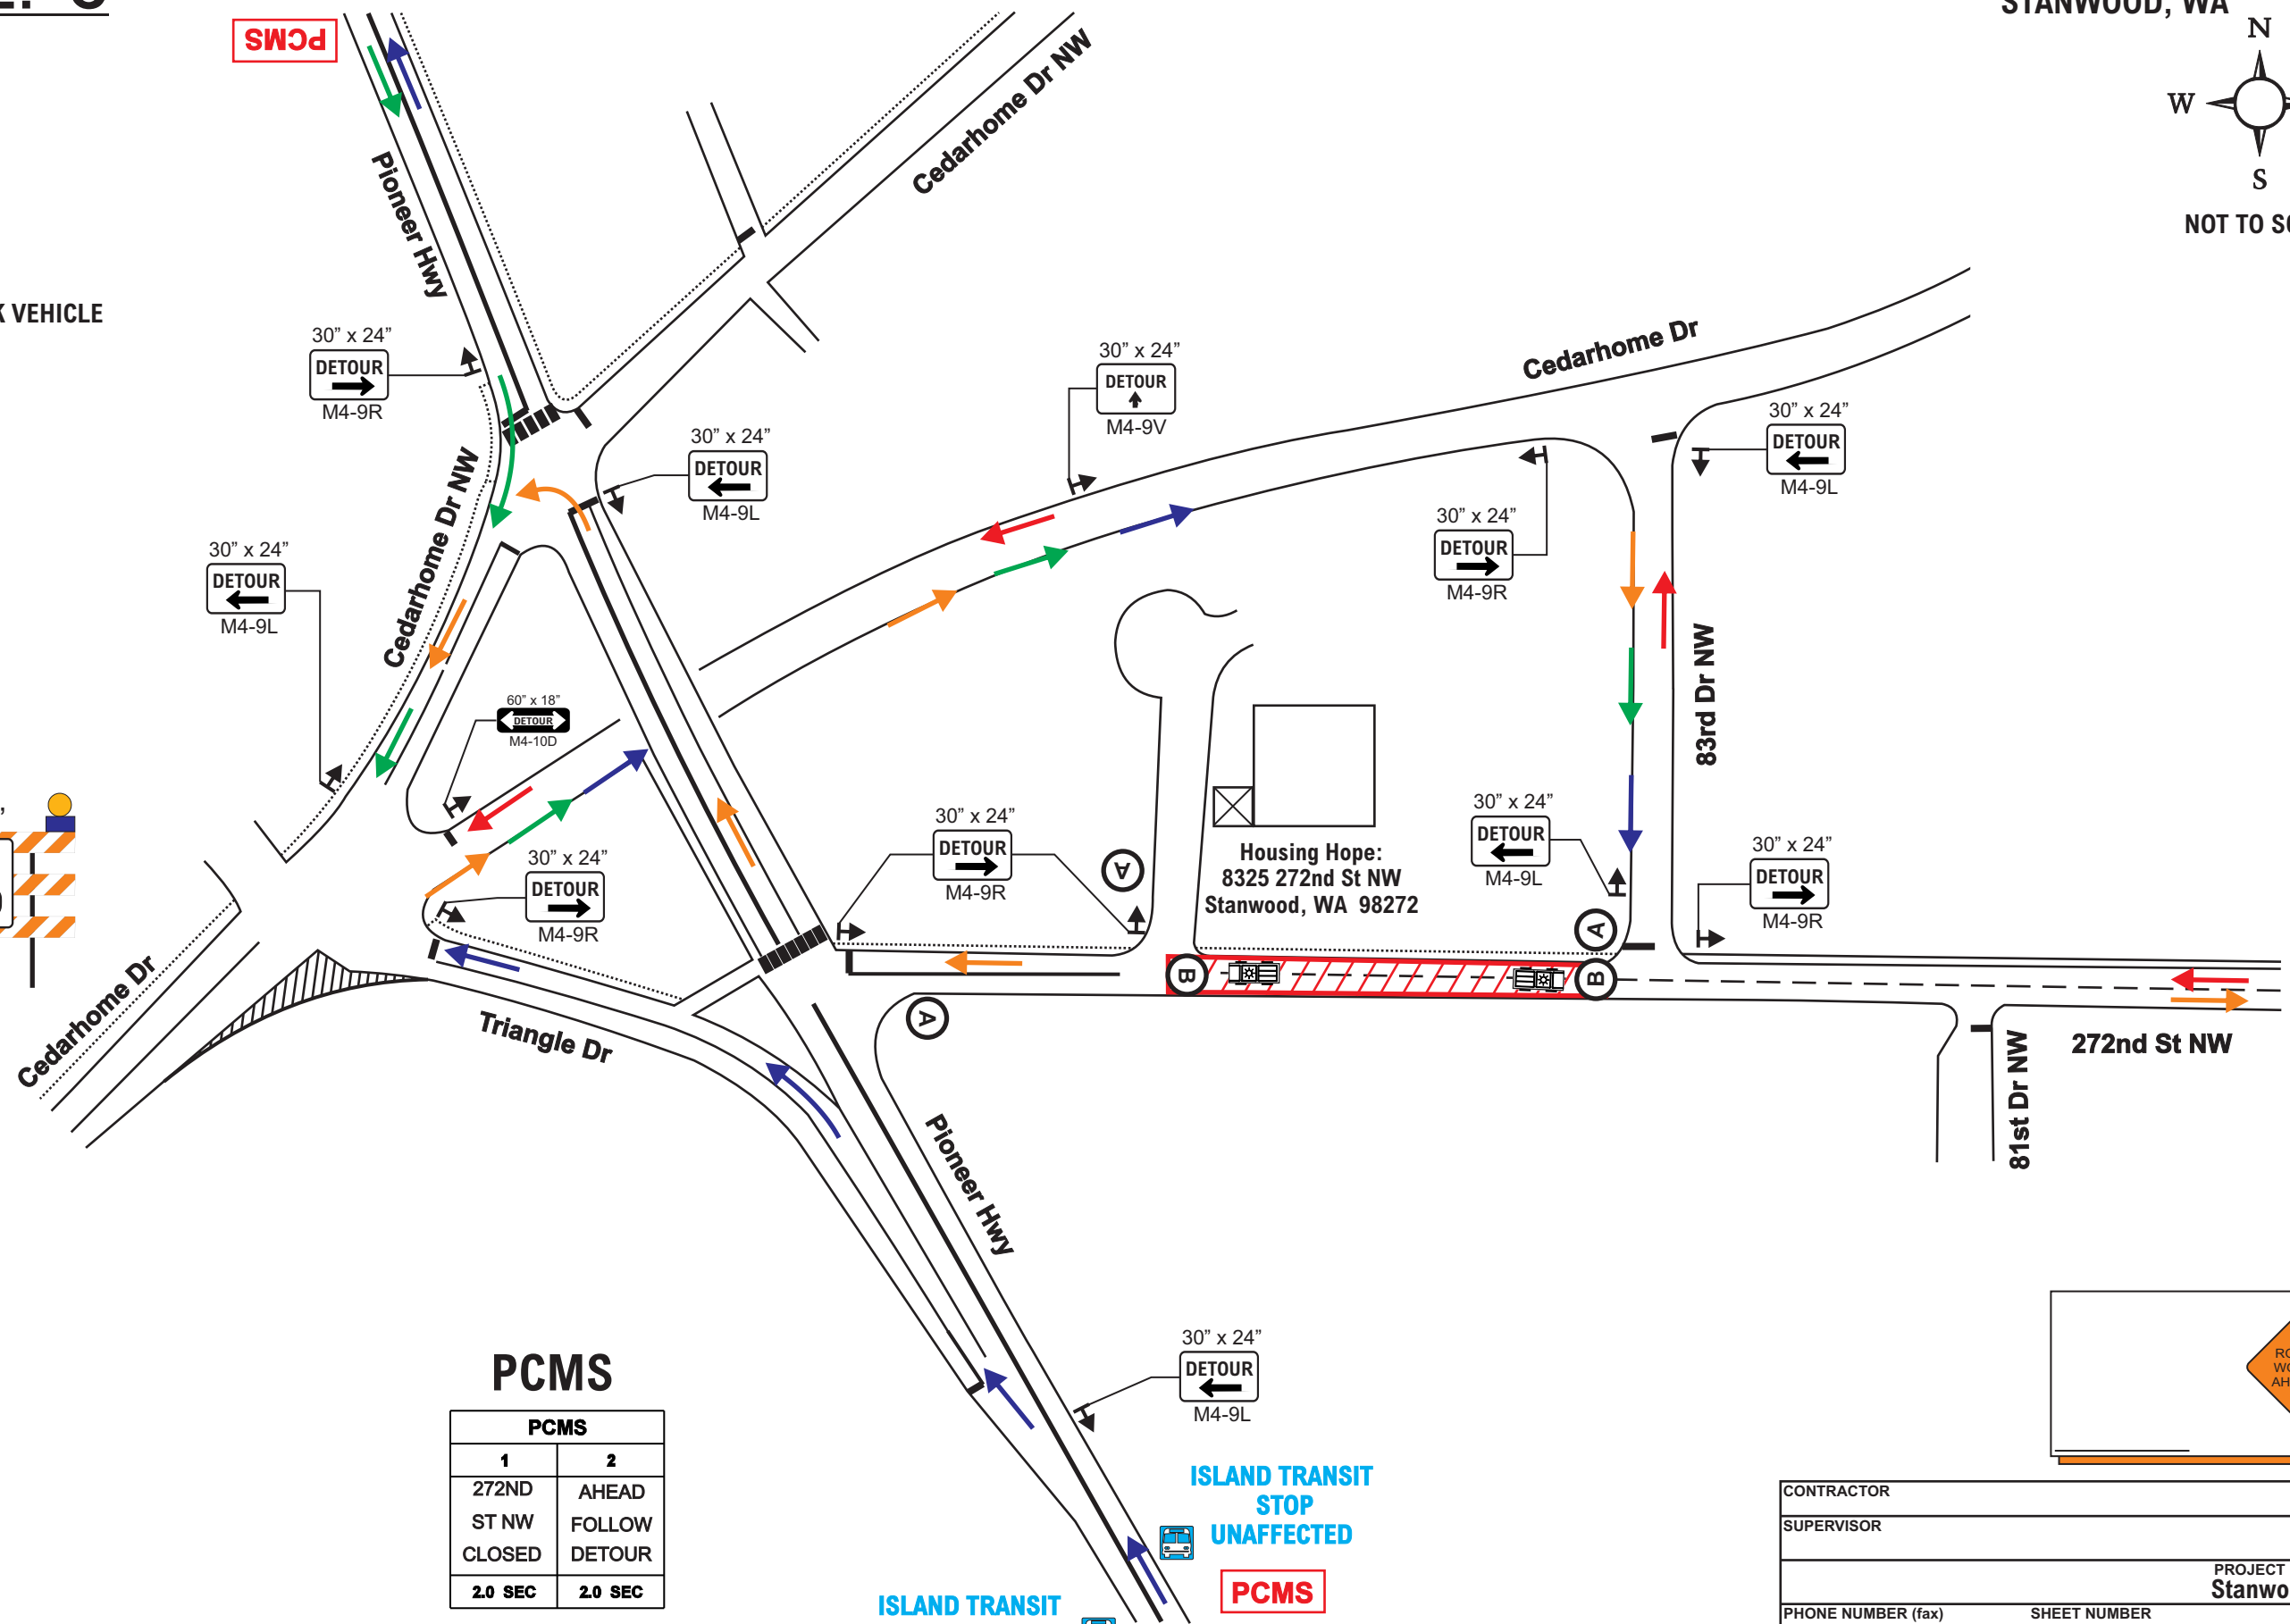 STANWOOD, WA
N
W
S
PCMS
Pioneer Hwy
Cedarhome Dr NW
VEHICLE
30” x 24”
DETOUR
M4-9R
30” x 24”
DETOUR
M4-9V
Cedarhome Dr
30” x 24”
DETOUR
M4-9L
30” x 24”
DETOUR
M4-9L
30” x 24”
DETOUR
M4-9R
Cedarhome Dr NW
30” x 24”
DETOUR
M4-9L
83rd Dr NW
60” x 18”
DETOUR
M4-10D
30” x 24”
DETOUR
M4-9R
30” x 24”
DETOUR
M4-9R
A
Housing Hope:
8325 272nd St NW
Stanwood, WA 98272
30” x 24”
DETOUR
M4-9L
30” x 24”
DETOUR
M4-9R
A
B
B
A
Cedarhome Dr
Triangle Dr
272nd St NW
81st Dr NW
Pioneer Hwy
30” x 24”
DETOUR
M4-9L
PCMS
PCMS
1 2
272ND AHEAD
ST NW FOLLOW
CLOSED DETOUR
2.0 SEC 2.0 SEC
ISLAND TRANSIT
STOP
UNAFFECTED
PCMS
ISLAND TRANSIT
CONTRACTOR
SUPERVISOR
PROJECT
PHONE NUMBER (fax) SHEET NUMBER
NOT TO